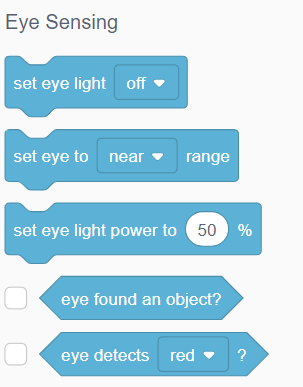 Eye Sensing
set eye light off
set eye to near range
set eye light power to 50 %
eye found an object?
eye detects red ?